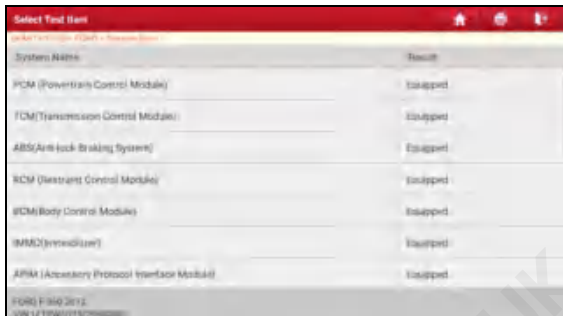 Select Test Item
System Name Result
PCM (Powertrain Control Module) Equipped
TCM(Transmission Control Module) Equipped
ABS(Anti-lock Braking System) Equipped
RCM (Restraint Control Module) Equipped
BCM(Body Control Module) Equipped
IMMO(Immobilizer) Equipped
APIM (Accessory Protocol Interface Module) Equipped
FORD
VIN